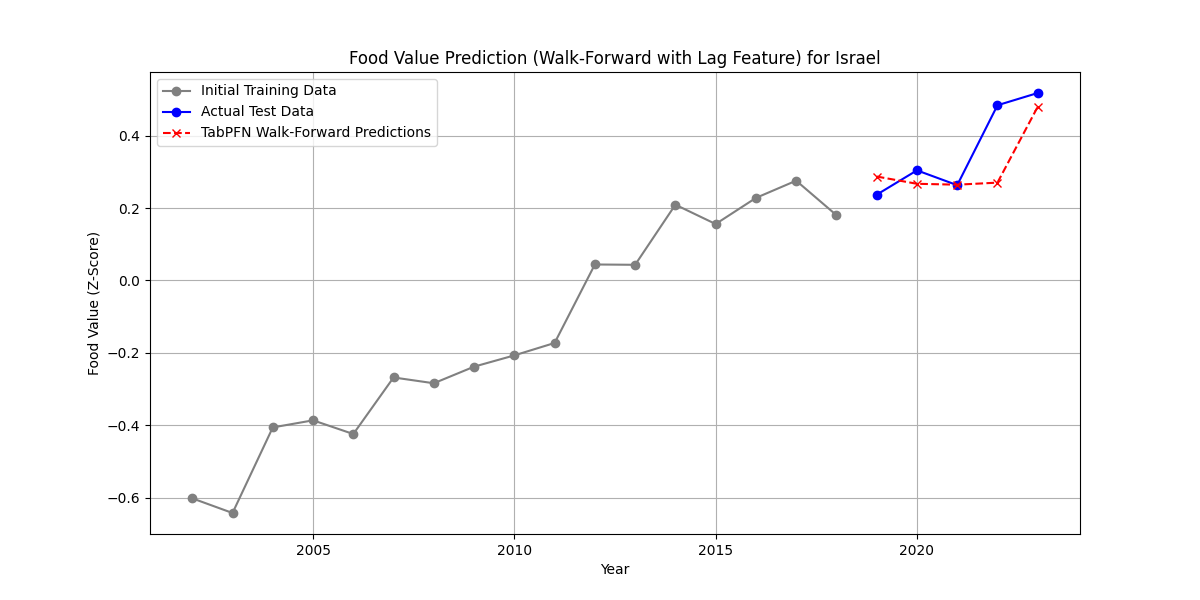 Food Value Prediction (Walk-Forward with Lag Feature) for Israel
Initial Training Data
Actual Test Data
TabPFN Walk-Forward Predictions
Food Value (Z-Score)
0.4
0.2
0.0
−0.2
−0.4
−0.6
2005 2010 2015 2020
Year